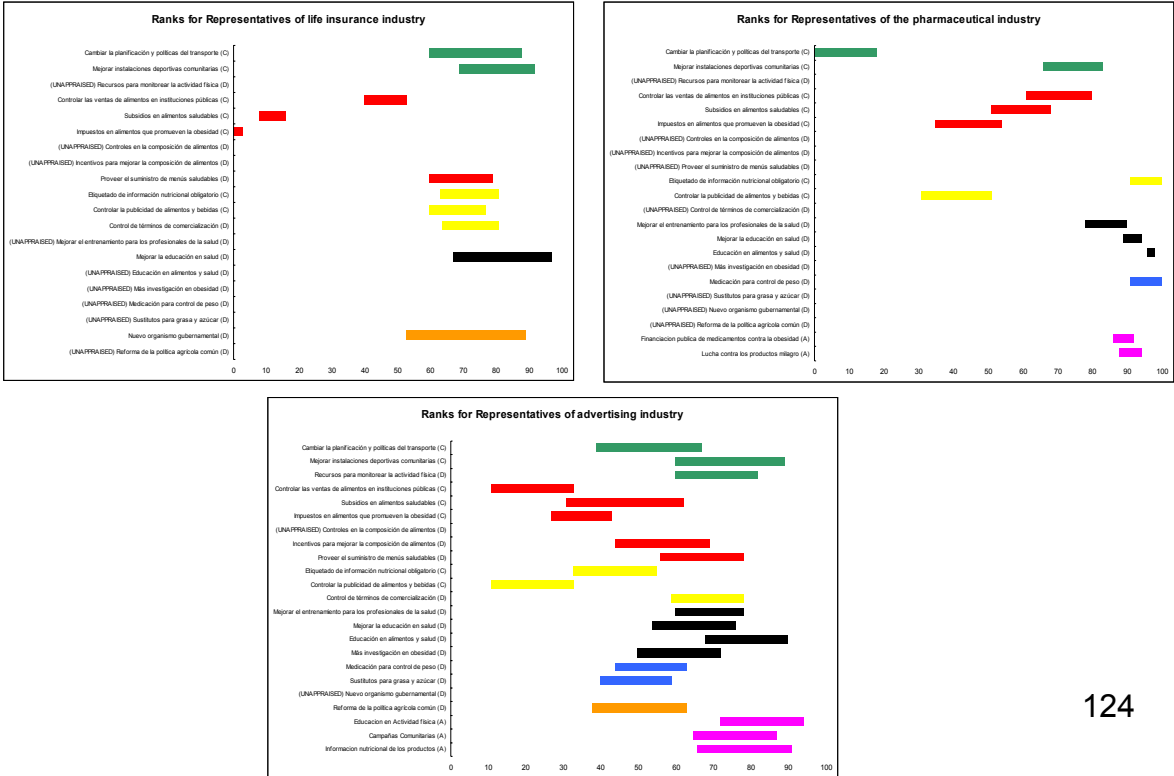 Ranks for Representatives of life insurance industry
Cambiar la planificación y políticas del transporte (C)
Mejorar instalaciones deportivas comunitarias (C)
(UNAPPRAISED) Recursos para monitorear la actividad física (D)
Controlar las ventas de alimentos en instituciones públicas (C)
Subsidios en alimentos saludables (C)
Impuestos en alimentos que promueven la obesidad (C)
(UNAPPRAISED) Controles en la composición de alimentos (D)
(UNAPPRAISED) Incentivos para mejorar la composición de alimentos (D)
Proveer el suministro de menús saludables (D)
Etiquetado de información nutricional obligatorio (C)
Controlar la publicidad de alimentos y bebidas (C)
Control de términos de comercialización (D)
(UNAPPRAISED) Mejorar el entrenamiento para los profesionales de la salud (D)
Mejorar la educación en salud (D)
(UNAPPRAISED) Educación en alimentos y salud (D)
(UNAPPRAISED) Más investigación en obesidad (D)
(UNAPPRAISED) Medicación para control de peso (D)
(UNAPPRAISED) Sustitutos para grasa y azúcar (D)
Nuevo organismo gubernamental (D)
(UNAPPRAISED) Reforma de la política agrícola común (D)
0 10 20 30 40 50 60 70 80 90 100
Ranks for Representatives of the pharmaceutical industry
Cambiar la planificación y políticas del transporte (C)
Mejorar instalaciones deportivas comunitarias (C)
(UNAPPRAISED) Recursos para monitorear la actividad física (D)
Controlar las ventas de alimentos en instituciones públicas (C)
Subsidios en alimentos saludables (C)
Impuestos en alimentos que promueven la obesidad (C)
(UNAPPRAISED) Controles en la composición de alimentos (D)
(UNAPPRAISED) Incentivos para mejorar la composición de alimentos (D)
(UNAPPRAISED) Proveer el suministro de menús saludables (D)
Etiquetado de información nutricional obligatorio (C)
Controlar la publicidad de alimentos y bebidas (C)
(UNAPPRAISED) Control de términos de comercialización (D)
Mejorar el entrenamiento para los profesionales de la salud (D)
Mejorar la educación en salud (D)
Educación en alimentos y salud (D)
(UNAPPRAISED) Más investigación en obesidad (D)
Medicación para control de peso (D)
(UNAPPRAISED) Sustitutos para grasa y azúcar (D)
(UNAPPRAISED) Nuevo organismo gubernamental (D)
(UNAPPRAISED) Reforma de la política agrícola común (D)
Financiacion publica de medicamentos contra la obesidad (A)
Lucha contra los productos milagro (A)
0 10 20 30 40 50 60 70 80 90 100
Ranks for Representatives of advertising industry
Cambiar la planificación y políticas del transporte (C)
Mejorar instalaciones deportivas comunitarias (C)
Recursos para monitorear la actividad física (D)
Controlar las ventas de alimentos en instituciones públicas (C)
Subsidios en alimentos saludables (C)
Impuestos en alimentos que promueven la obesidad (C)
(UNAPPRAISED) Controles en la composición de alimentos (D)
Incentivos para mejorar la composición de alimentos (D)
Proveer el suministro de menús saludables (D)
Etiquetado de información nutricional obligatorio (C)
Controlar la publicidad de alimentos y bebidas (C)
Control de términos de comercialización (D)
Mejorar el entrenamiento para los profesionales de la salud (D)
Mejorar la educación en salud (D)
Educación en alimentos y salud (D)
Más investigación en obesidad (D)
Medicación para control de peso (D)
Sustitutos para grasa y azúcar (D)
(UNAPPRAISED) Nuevo organismo gubernamental (D)
Reforma de la política agrícola común (D)
Educacion en Actividad física (A)
Campañas Comunitarias (A)
Informacion nutricional de los productos (A)
0 10 20 30 40 50 60 70 80 90 100
124